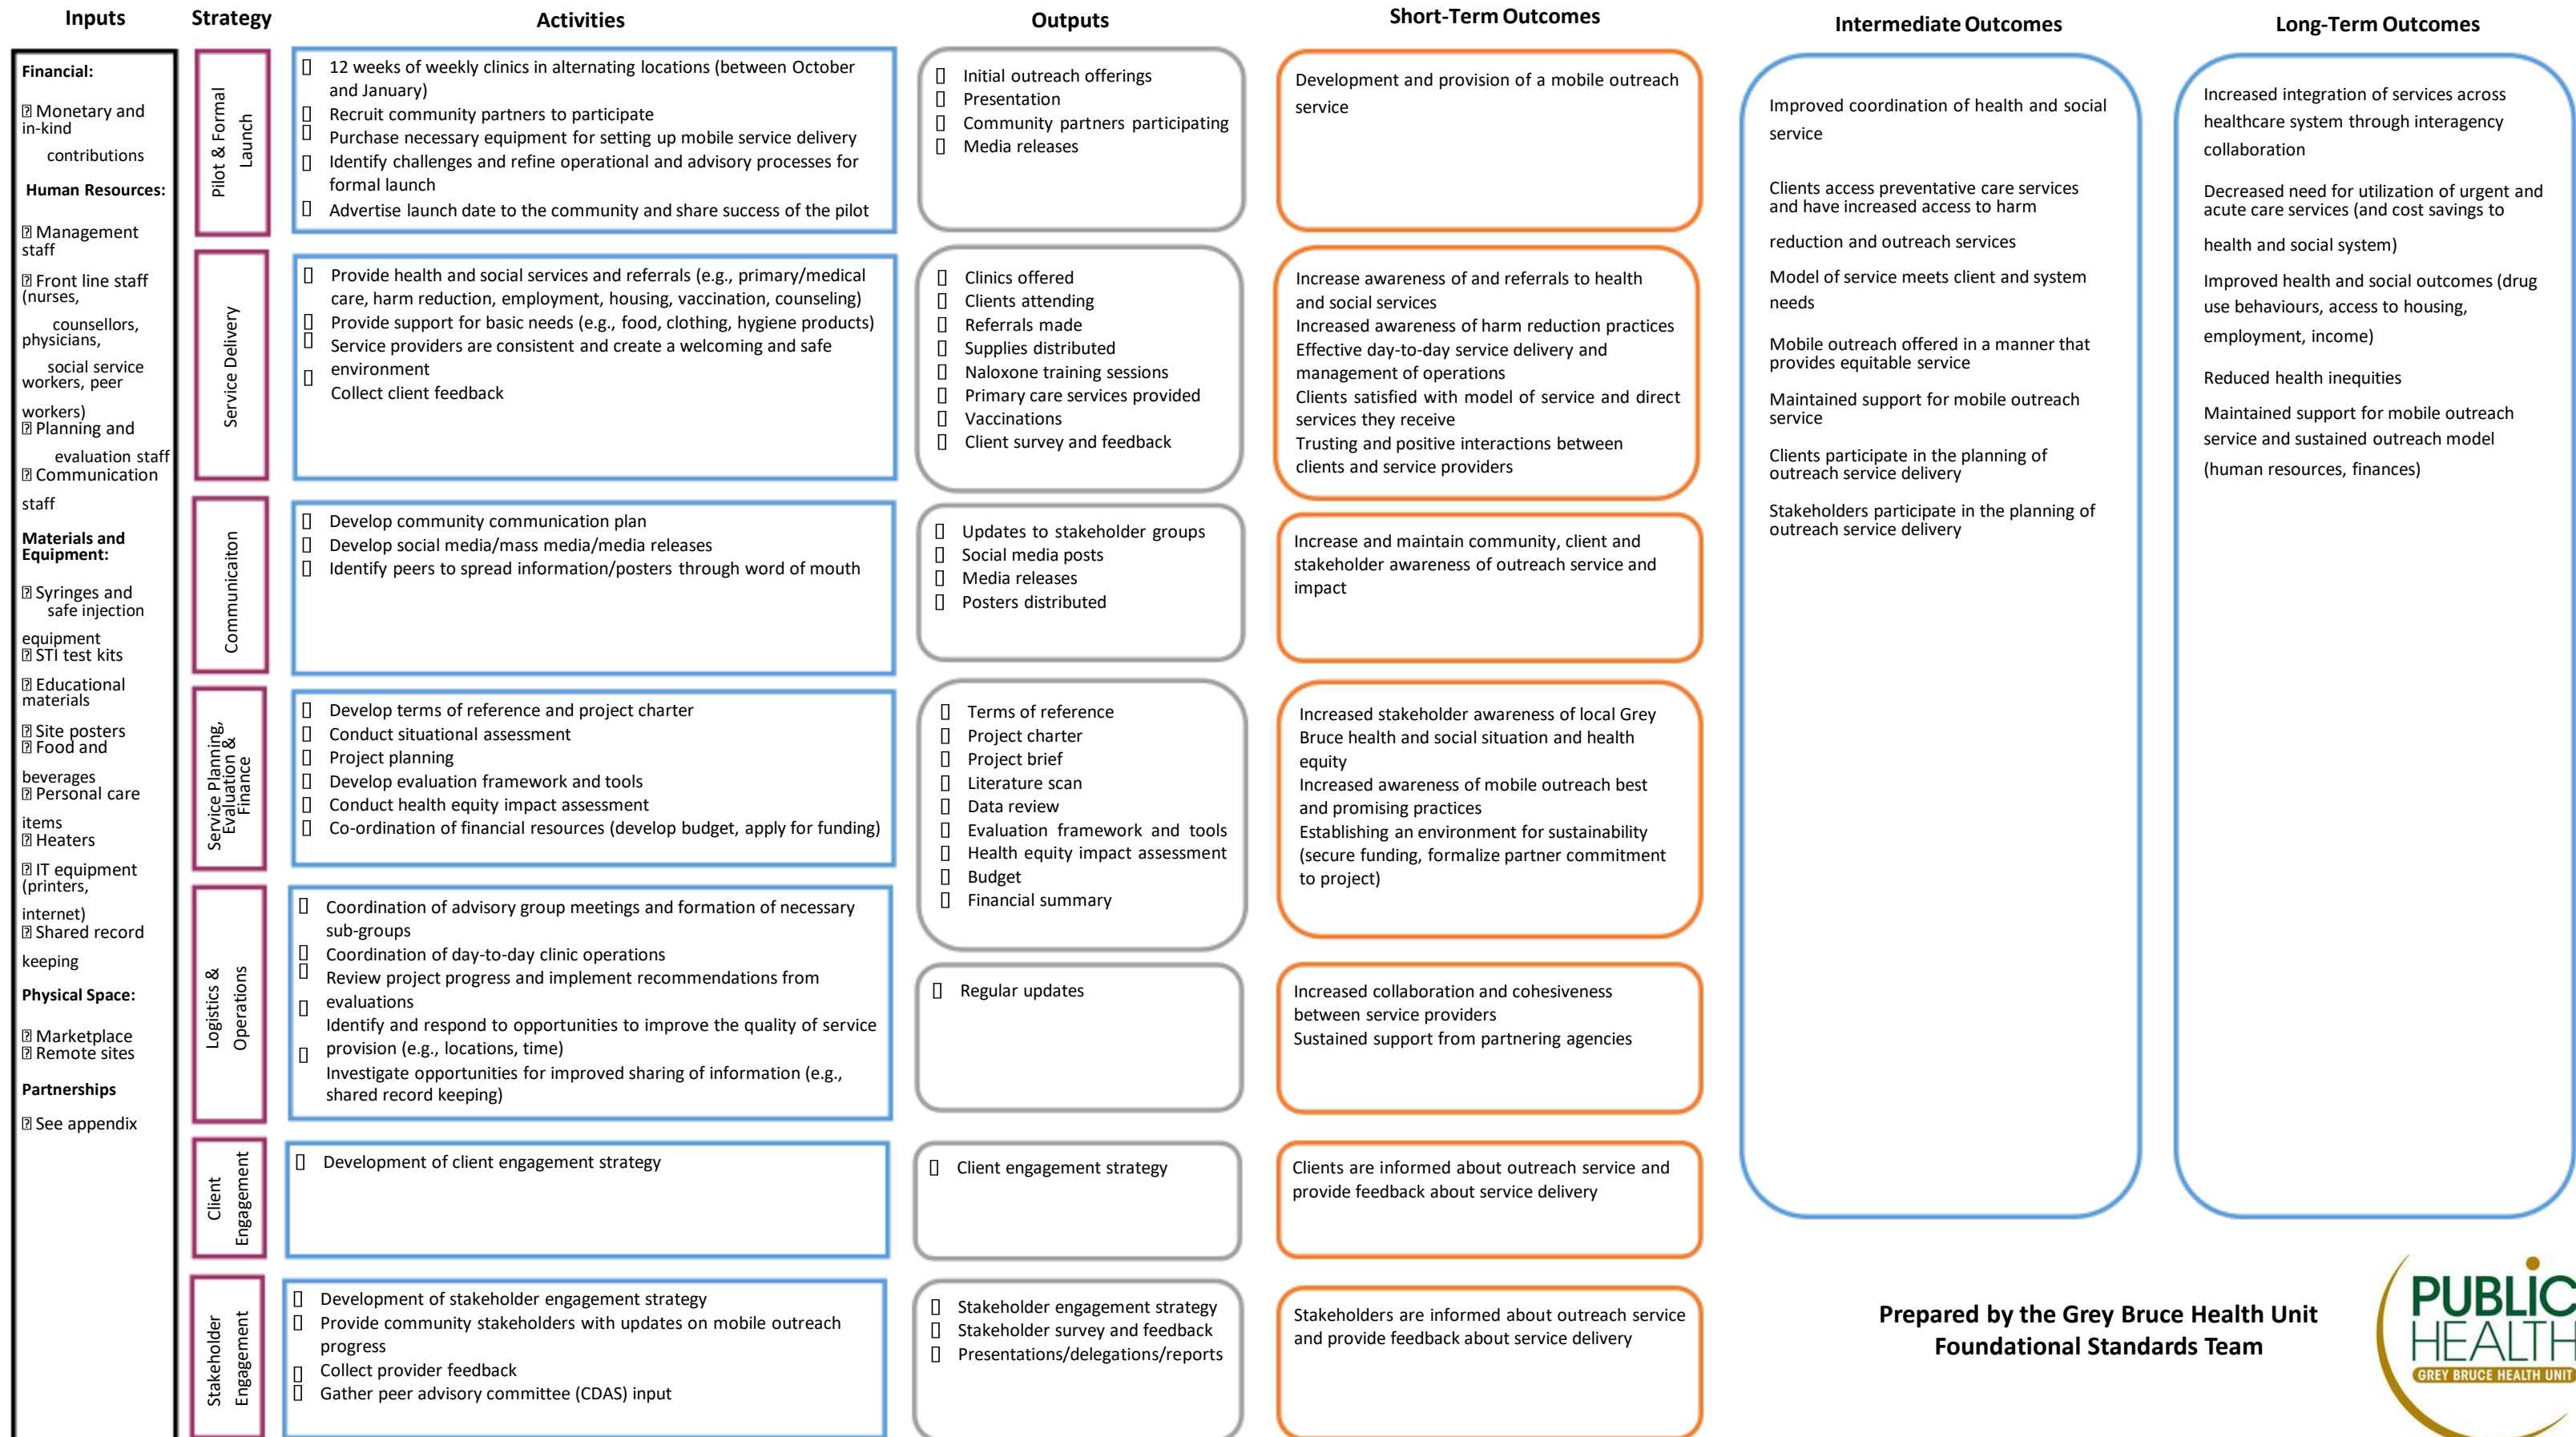 Inputs
Financial:
Monetary and
in-kind
contributions
Human Resources:
Management
staff
Front line staff
(nurses,
counsellors,
physicians,
social service
workers, peer
workers)
Planning and
evaluation staff
Communication
staff
Materials and
Equipment:
Syringes and
safe injection
equipment
STI test kits
Educational
materials
Site posters
Food and
beverages
Personal care
items
Heaters
IT equipment
(printers,
internet)
Shared record
keeping
Physical Space:
Marketplace
Remote sites
Partnerships
See appendix
Strategy
Activities
Outputs
Short-Term Outcomes
Pilot & Formal
Launch
12 weeks of weekly clinics in alternating locations (between October
and January)
Recruit community partners to participate
Purchase necessary equipment for setting up mobile service delivery
Identify challenges and refine operational and advisory processes for
formal launch
Advertise launch date to the community and share success of the pilot
Initial outreach offerings
Presentation
Community partners participating
Media releases
Development and provision of a mobile outreach
service
Service Delivery
Provide health and social services and referrals (e.g., primary/medical
care, harm reduction, employment, housing, vaccination, counseling)
Provide support for basic needs (e.g., food, clothing, hygiene products)
Service providers are consistent and create a welcoming and safe
environment
Collect client feedback
Clinics offered
Clients attending
Referrals made
Supplies distributed
Naloxone training sessions
Primary care services provided
Vaccinations
Client survey and feedback
Increase awareness of and referrals to health
and social services
Increased awareness of harm reduction practices
Effective day-to-day service delivery and
management of operations
Clients satisfied with model of service and direct
services they receive
Trusting and positive interactions between
clients and service providers
Communicaiton
Develop community communication plan
Develop social media/mass media/media releases
Identify peers to spread information/posters through word of mouth
Updates to stakeholder groups
Social media posts
Media releases
Posters distributed
Increase and maintain community, client and
stakeholder awareness of outreach service and
impact
Service Planning,
Evaluation &
Finance
Develop terms of reference and project charter
Conduct situational assessment
Project planning
Develop evaluation framework and tools
Conduct health equity impact assessment
Co-ordination of financial resources (develop budget, apply for funding)
Terms of reference
Project charter
Project brief
Literature scan
Data review
Evaluation framework and tools
Health equity impact assessment
Budget
Financial summary
Increased stakeholder awareness of local Grey
Bruce health and social situation and health
equity
Increased awareness of mobile outreach best
and promising practices
Establishing an environment for sustainability
(secure funding, formalize partner commitment
to project)
Logistics &
Operations
Coordination of advisory group meetings and formation of necessary
sub-groups
Coordination of day-to-day clinic operations
Review project progress and implement recommendations from
evaluations
Identify and respond to opportunities to improve the quality of service
provision (e.g., locations, time)
Investigate opportunities for improved sharing of information (e.g.,
shared record keeping)
Regular updates
Increased collaboration and cohesiveness
between service providers
Sustained support from partnering agencies
Client
Engagement
Development of client engagement strategy
Client engagement strategy
Clients are informed about outreach service and
provide feedback about service delivery
Stakeholder
Engagement
Development of stakeholder engagement strategy
Provide community stakeholders with updates on mobile outreach
progress
Collect provider feedback
Gather peer advisory committee (CDAS) input
Stakeholder engagement strategy
Stakeholder survey and feedback
Presentations/delegations/reports
Stakeholders are informed about outreach service
and provide feedback about service delivery
Intermediate Outcomes
Improved coordination of health and social
service
Clients access preventative care services
and have increased access to harm
reduction and outreach services
Model of service meets client and system
needs
Mobile outreach offered in a manner that
provides equitable service
Maintained support for mobile outreach
service
Clients participate in the planning of
outreach service delivery
Stakeholders participate in the planning of
outreach service delivery
Long-Term Outcomes
Increased integration of services across
healthcare system through interagency
collaboration
Decreased need for utilization of urgent and
acute care services (and cost savings to
health and social system)
Improved health and social outcomes (drug
use behaviours, access to housing,
employment, income)
Reduced health inequities
Maintained support for mobile outreach
service and sustained outreach model
(human resources, finances)
Prepared by the Grey Bruce Health Unit
Foundational Standards Team
PUBLIC
HEALTH
GREY BRUCE HEALTH UNIT